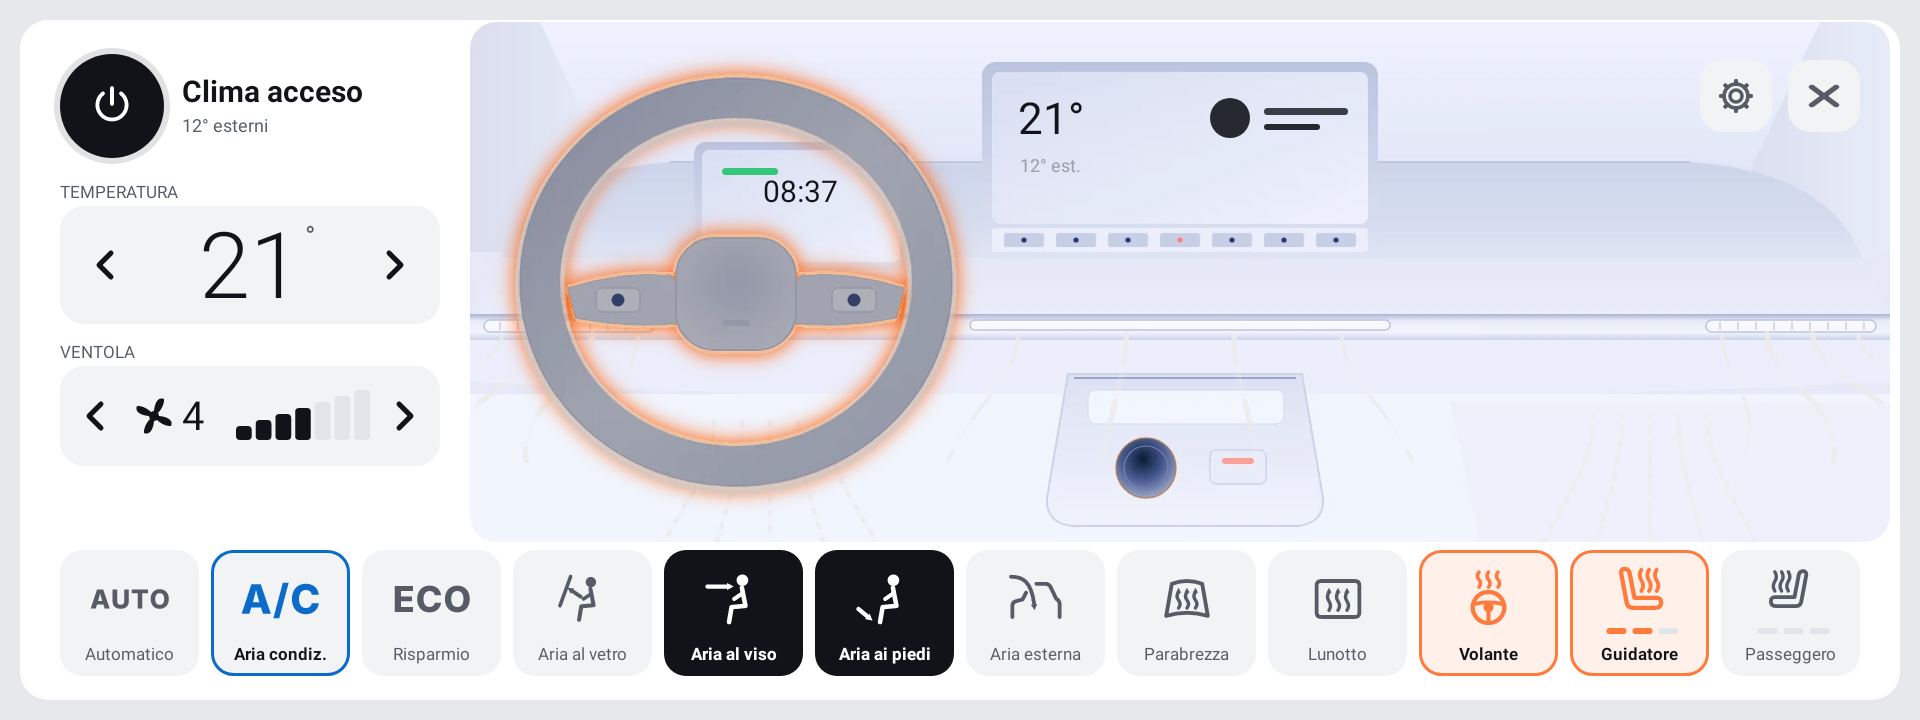 Clima acceso
12° esterni
TEMPERATURA
21°
VENTOLA
4
08:37
21°
12° est.
AUTO
Automatico
A/C
Aria condiz.
ECO
Risparmio
Aria al vetro
Aria al viso
Aria ai piedi
Aria esterna
Parabrezza
Lunotto
Volante
Guidatore
Passeggero